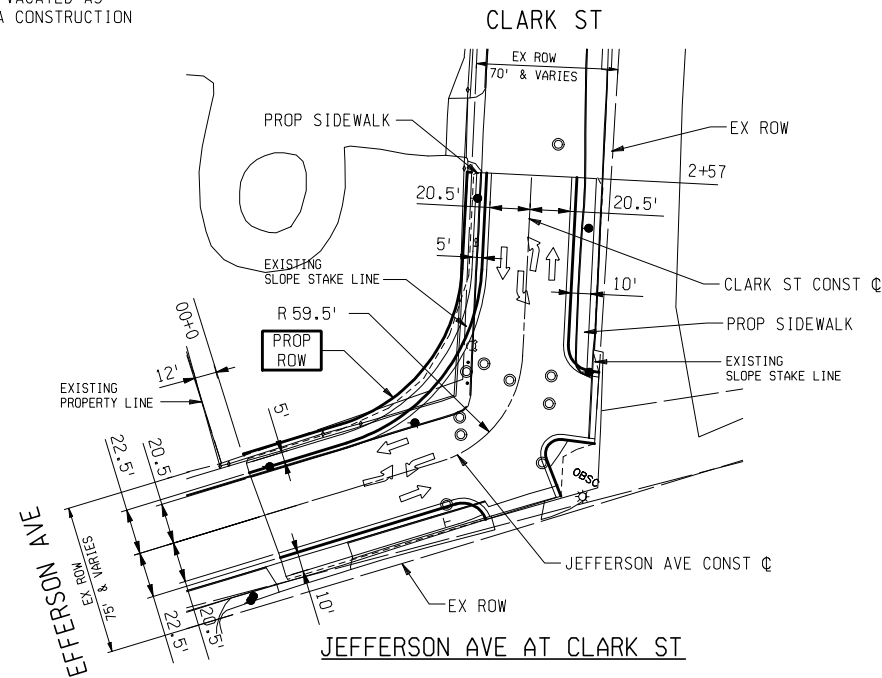 VACATED AS
A CONSTRUCTION
CLARK ST
EX ROW
70' & VARIES
PROP SIDEWALK
EX ROW
2+57
20.5'
20.5'
5'
EXISTING
SLOPE STAKE LINE
10'
CLARK ST CONST ℄
R 59.5'
PROP
ROW
PROP SIDEWALK
0+00
12'
EXISTING
PROPERTY LINE
EXISTING
SLOPE STAKE LINE
5'
22.5'
20.5'
OBSC
EFFERSON AVE
EX ROW
75' & VARIES
JEFFERSON AVE CONST ℄
10'
EX ROW
20.5'
22.5'
JEFFERSON AVE AT CLARK ST